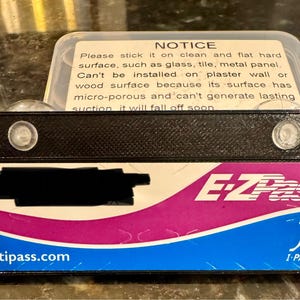 NOTICE
Please stick it on clean and flat hard
surface, such as glass, tile, metal panel.
Can't be installed on plaster wall or
wood surface because its surface has
micro-porous and can't generate lasting
suction, it will fall off soon.
E-ZPass
tipass.com
I-P